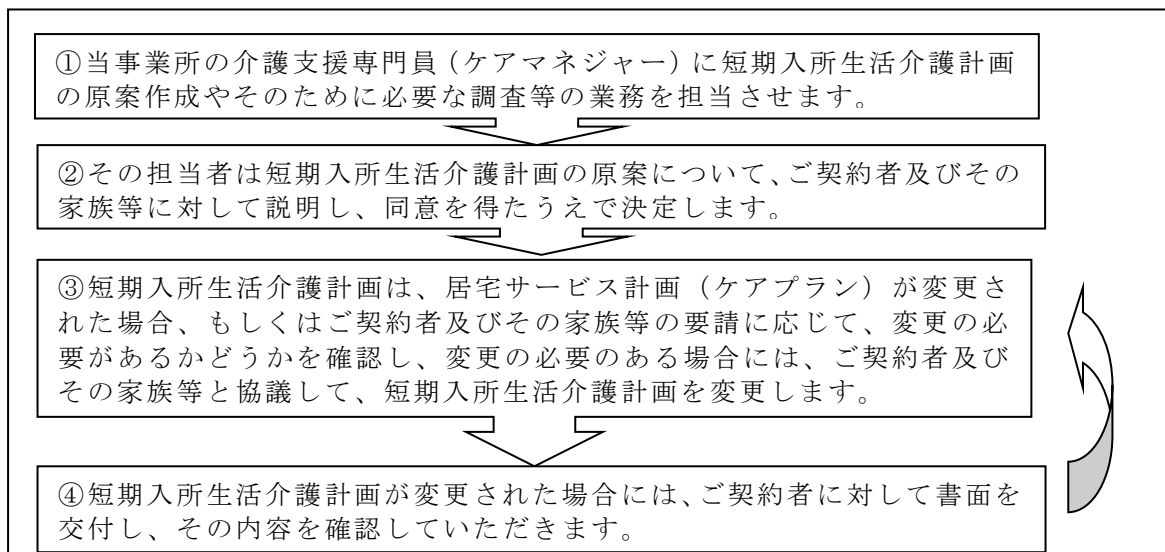 ①当事業所の介護支援専門員(ケアマネジャー)に短期入所生活介護計画
の原案作成やそのために必要な調査等の業務を担当させます。
②その担当者は短期入所生活介護計画の原案について、ご契約者及びその
家族等に対して説明し、同意を得たうえで決定します。
③短期入所生活介護計画は、居宅サービス計画(ケアプラン)が変更さ
れた場合、もしくはご契約者及びその家族等の要請に応じて、変更の必
要があるかどうかを確認し、変更の必要のある場合には、ご契約者及び
その家族等と協議して、短期入所生活介護計画を変更します。
④短期入所生活介護計画が変更された場合には、ご契約者に対して書面を
交付し、その内容を確認していただきます。